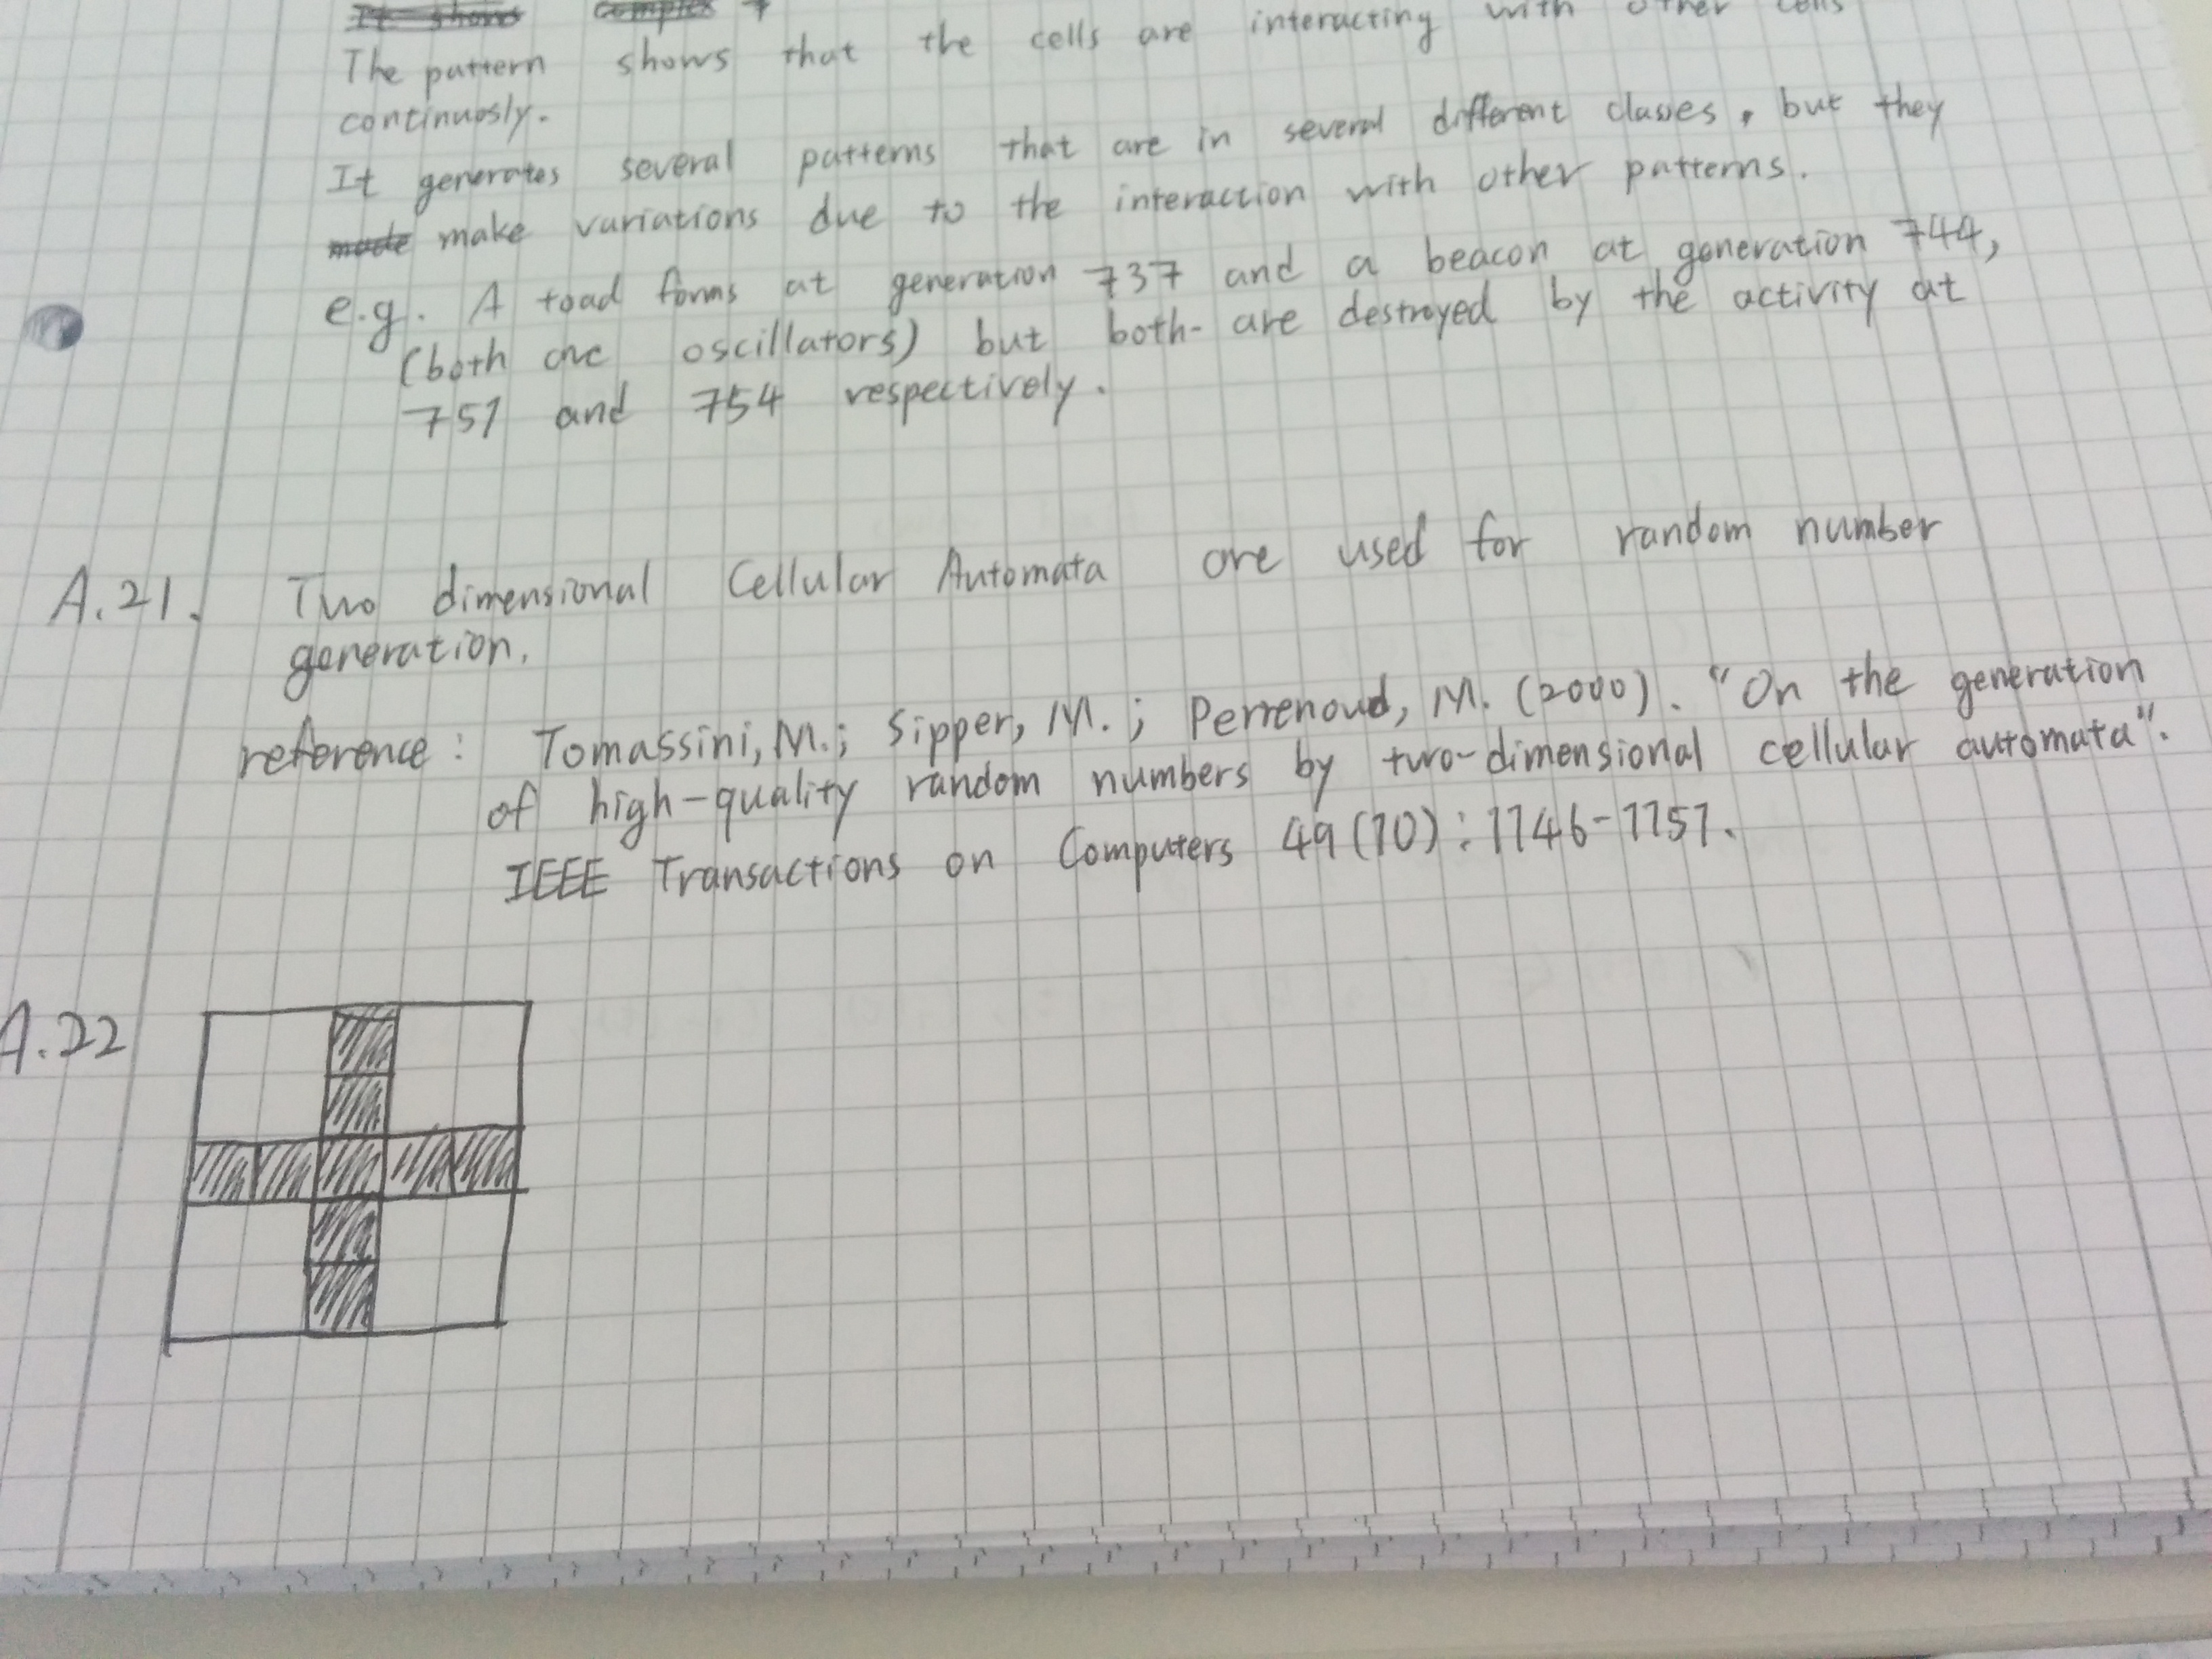 It shows complex
The pattern shows that the cells are interacting with other cells
continuosly.
It generates several patterns that are in several different classes, but they
made make variations due to the interaction with other patterns.
e.g. A toad forms at generation 737 and a beacon at generation 744,
(both are oscillators) but both are destroyed by the activity at
751 and 754 respectively.
A.21. Two dimensional Cellular Automata are used for random number
generation.
reference: Tomassini, M.; Sipper, M.; Perrenoud, M. (2000). "On the generation
of high-quality random numbers by two-dimensional cellular automata".
IEEE Transactions on Computers 49(10): 1146-1151.
A.22